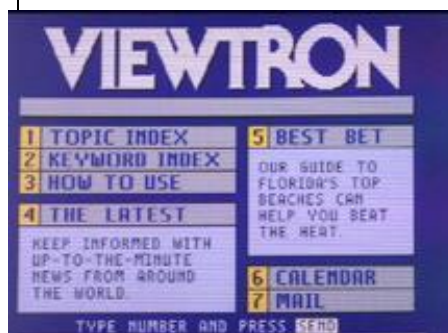 VIEWTRON
1 TOPIC INDEX
2 KEYWORD INDEX
3 HOW TO USE
4 THE LATEST
KEEP INFORMED WITH
UP-TO-THE-MINUTE
NEWS FROM AROUND
THE WORLD.
5 BEST BET
OUR GUIDE TO
FLORIDA'S TOP
BEACHES CAN
HELP YOU BEAT
THE HEAT.
6 CALENDAR
7 MAIL
TYPE NUMBER AND PRESS SEND